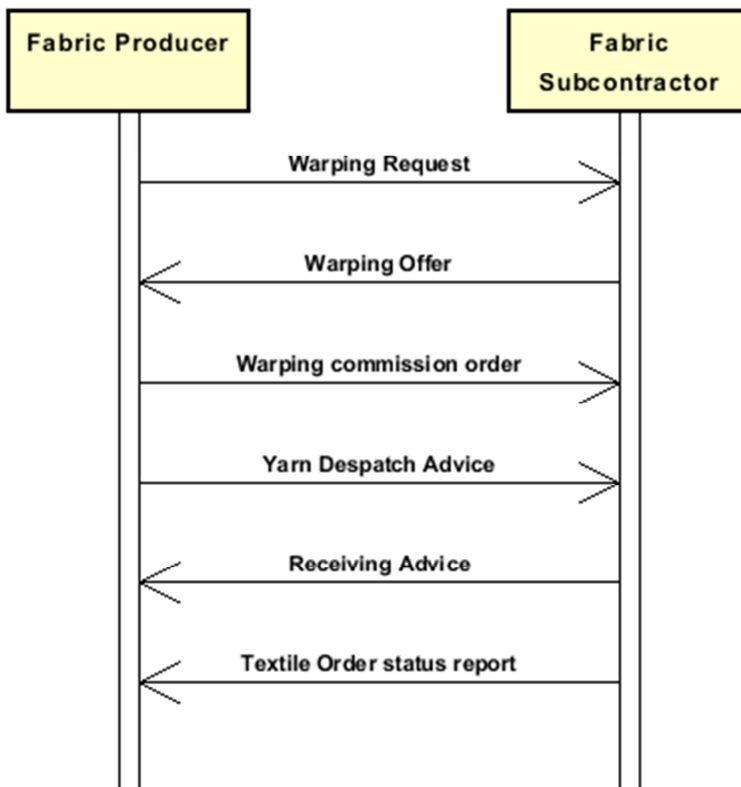 Fabric Producer
Fabric
Subcontractor
Warping Request
Warping Offer
Warping commission order
Yarn Despatch Advice
Receiving Advice
Textile Order status report